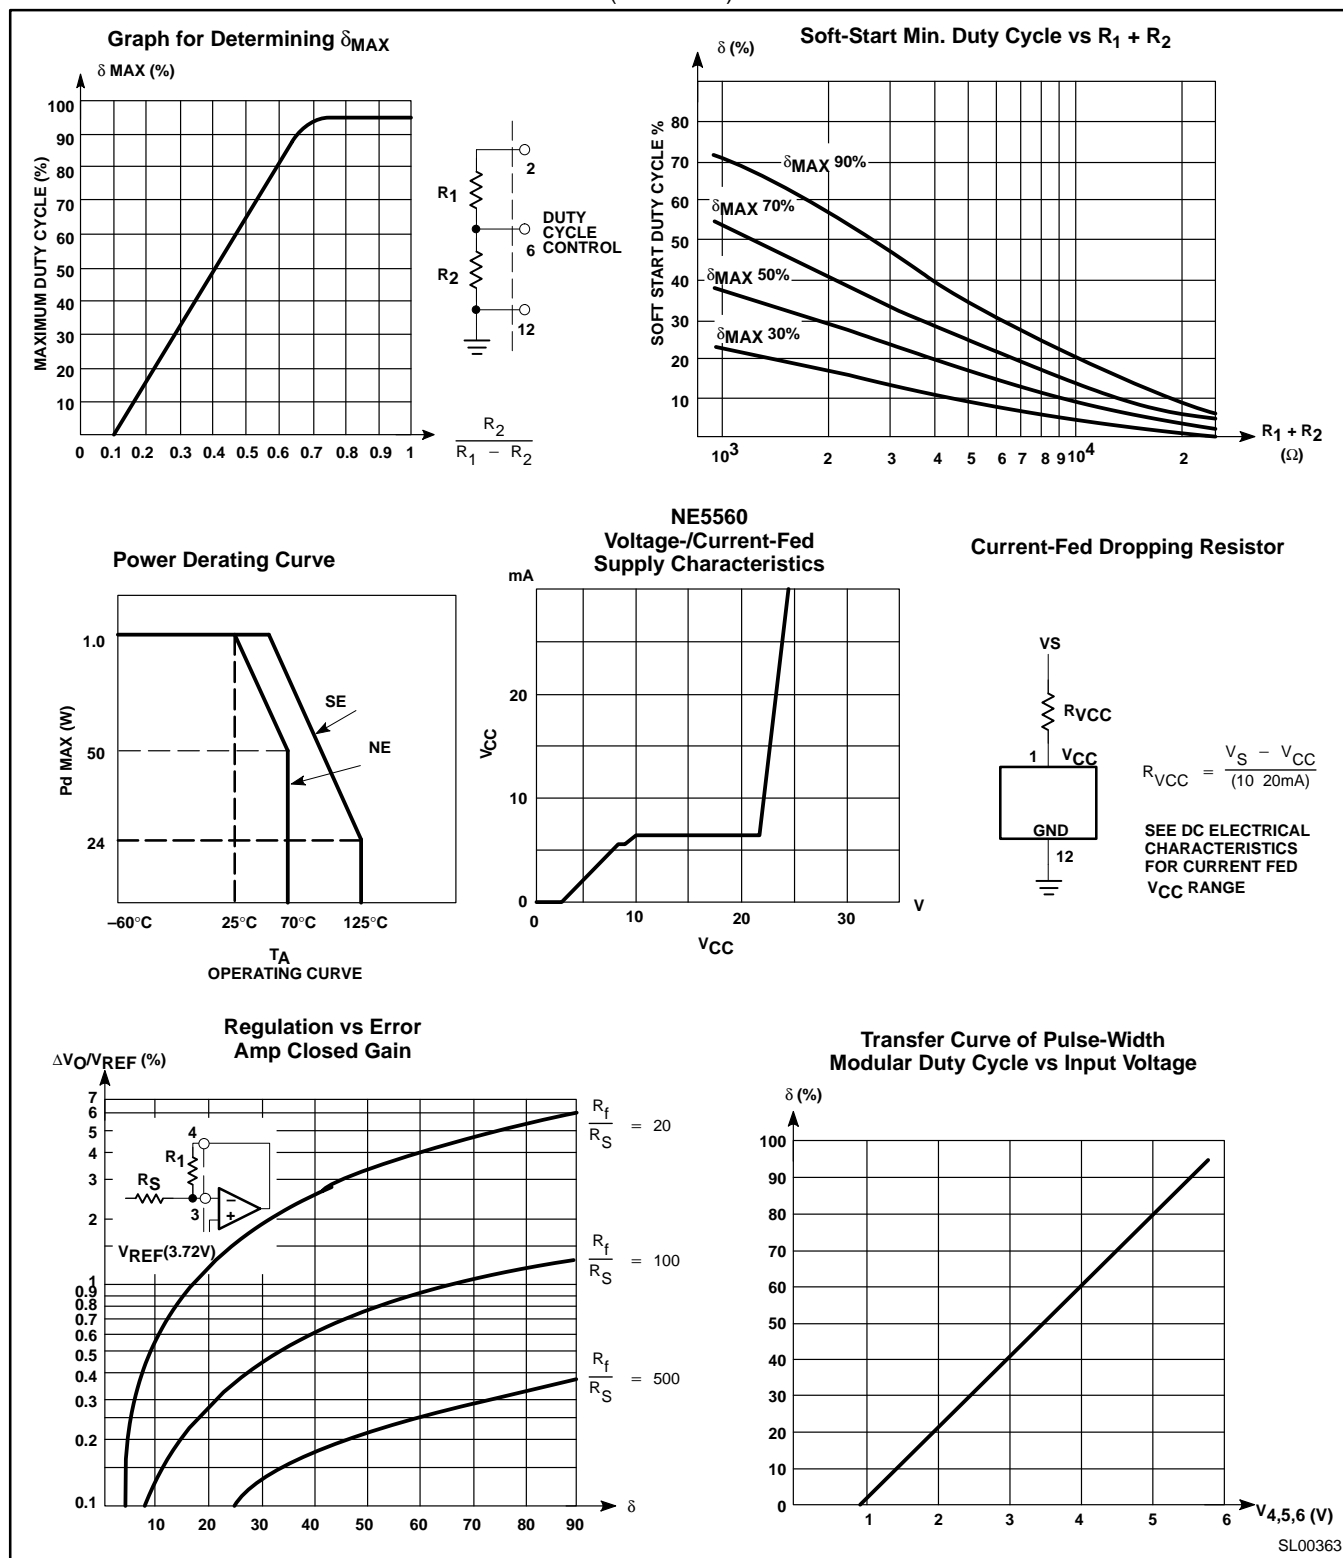 Graph for Determining δMAX
δ MAX (%)
MAXIMUM DUTY CYCLE (%)
100
90
80
70
60
50
40
30
20
10
0 0.1 0.2 0.3 0.4 0.5 0.6 0.7 0.8 0.9 1
R2
R1 − R2
R1
R2
2
6
12
DUTY
CYCLE
CONTROL
Soft-Start Min. Duty Cycle vs R1 + R2
δ (%)
SOFT START DUTY CYCLE %
80
70
60
50
40
30
20
10
δMAX 90%
δMAX 70%
δMAX 50%
δMAX 30%
10³ 2 3 4 5 6 7 8 9 10⁴ 2
R1 + R2
(Ω)
Power Derating Curve
Pd MAX (W)
1.0
50
24
SE
NE
–60°C 25°C 70°C 125°C
TA
OPERATING CURVE
NE5560
Voltage-/Current-Fed
Supply Characteristics
mA
VCC
20
10
0
0 10 20 30
V
VCC
Current-Fed Dropping Resistor
VS
RVCC
1 VCC
GND
12
RVCC = VS − VCC
(10 20mA)
SEE DC ELECTRICAL
CHARACTERISTICS
FOR CURRENT FED
VCC RANGE
Regulation vs Error
Amp Closed Gain
ΔVO/VREF (%)
7
6
5
4
3
2
1
0.9
0.8
0.7
0.6
0.5
0.4
0.3
0.2
0.1
4
R1
RS
3
−
+
VREF(3.72V)
Rf
RS = 20
Rf
RS = 100
Rf
RS = 500
10 20 30 40 50 60 70 80 90
δ
Transfer Curve of Pulse-Width
Modular Duty Cycle vs Input Voltage
δ (%)
100
90
80
70
60
50
40
30
20
10
0
1 2 3 4 5 6
V4,5,6 (V)
SL00363